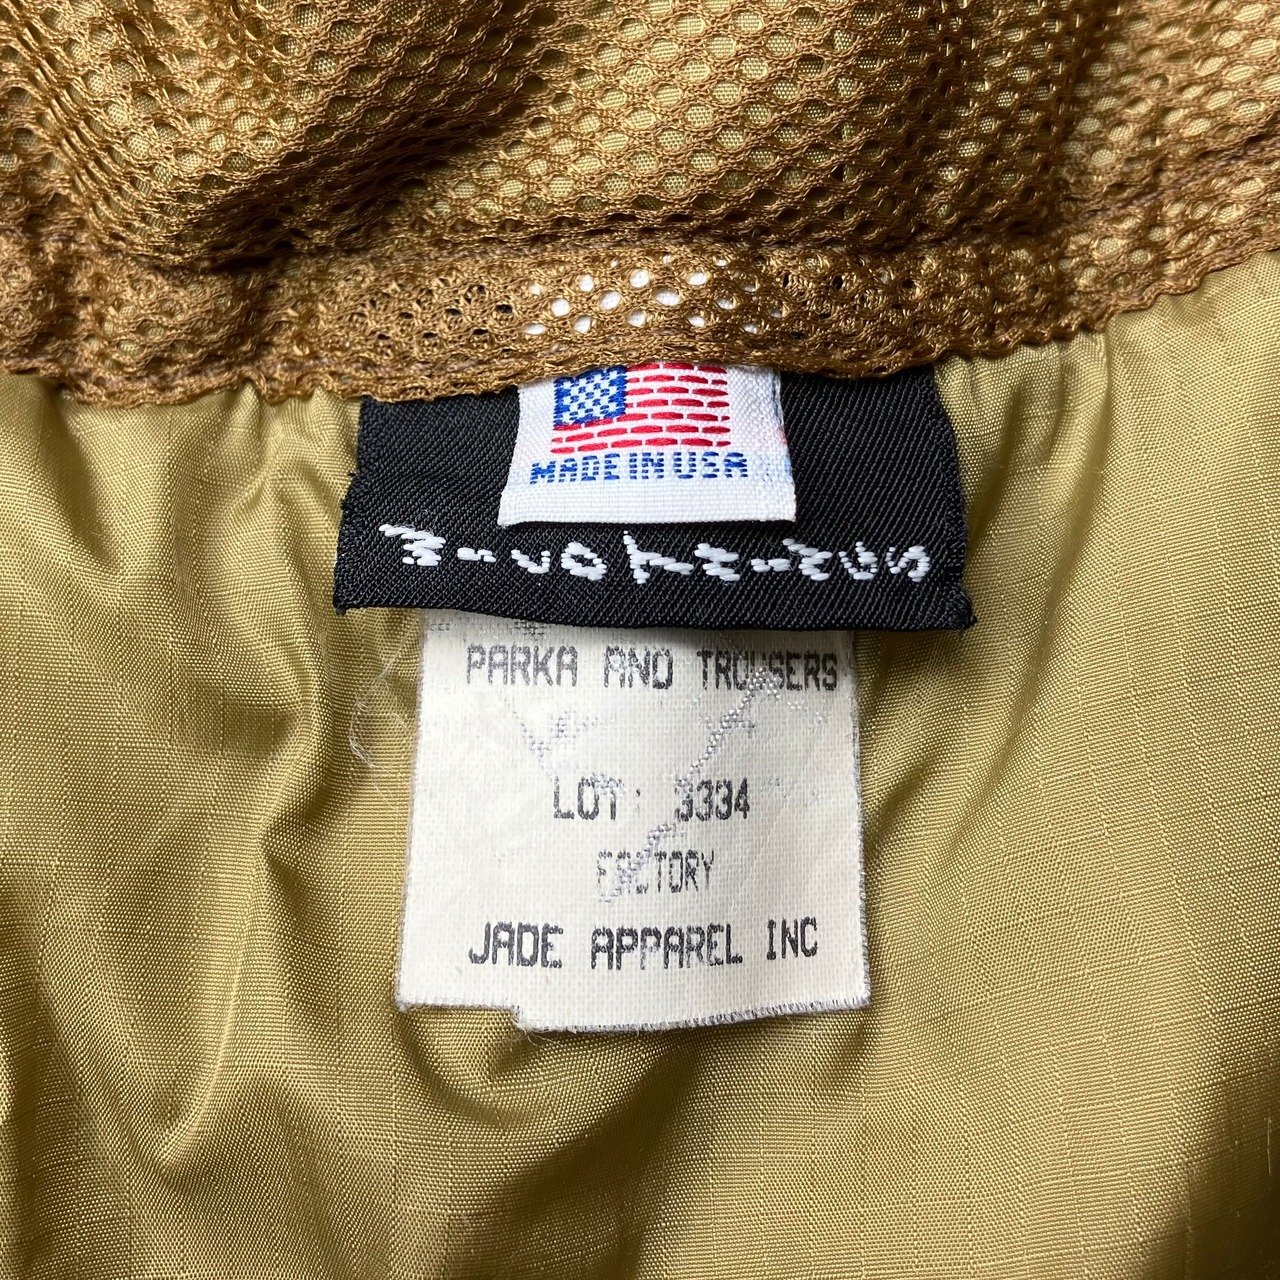 MADE IN USA
PARKA AND TROUSERS
LOT: 3334
FACTORY
JADE APPAREL INC